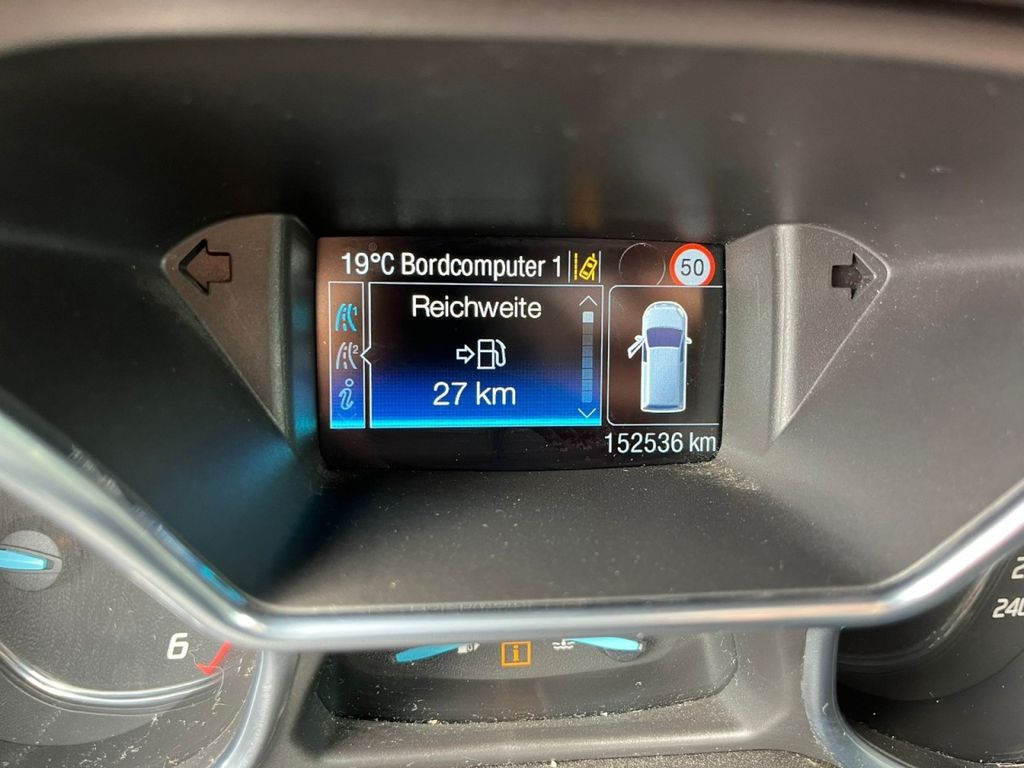 19°C Bordcomputer 1
50
Reichweite
27 km
152536 km
6
240